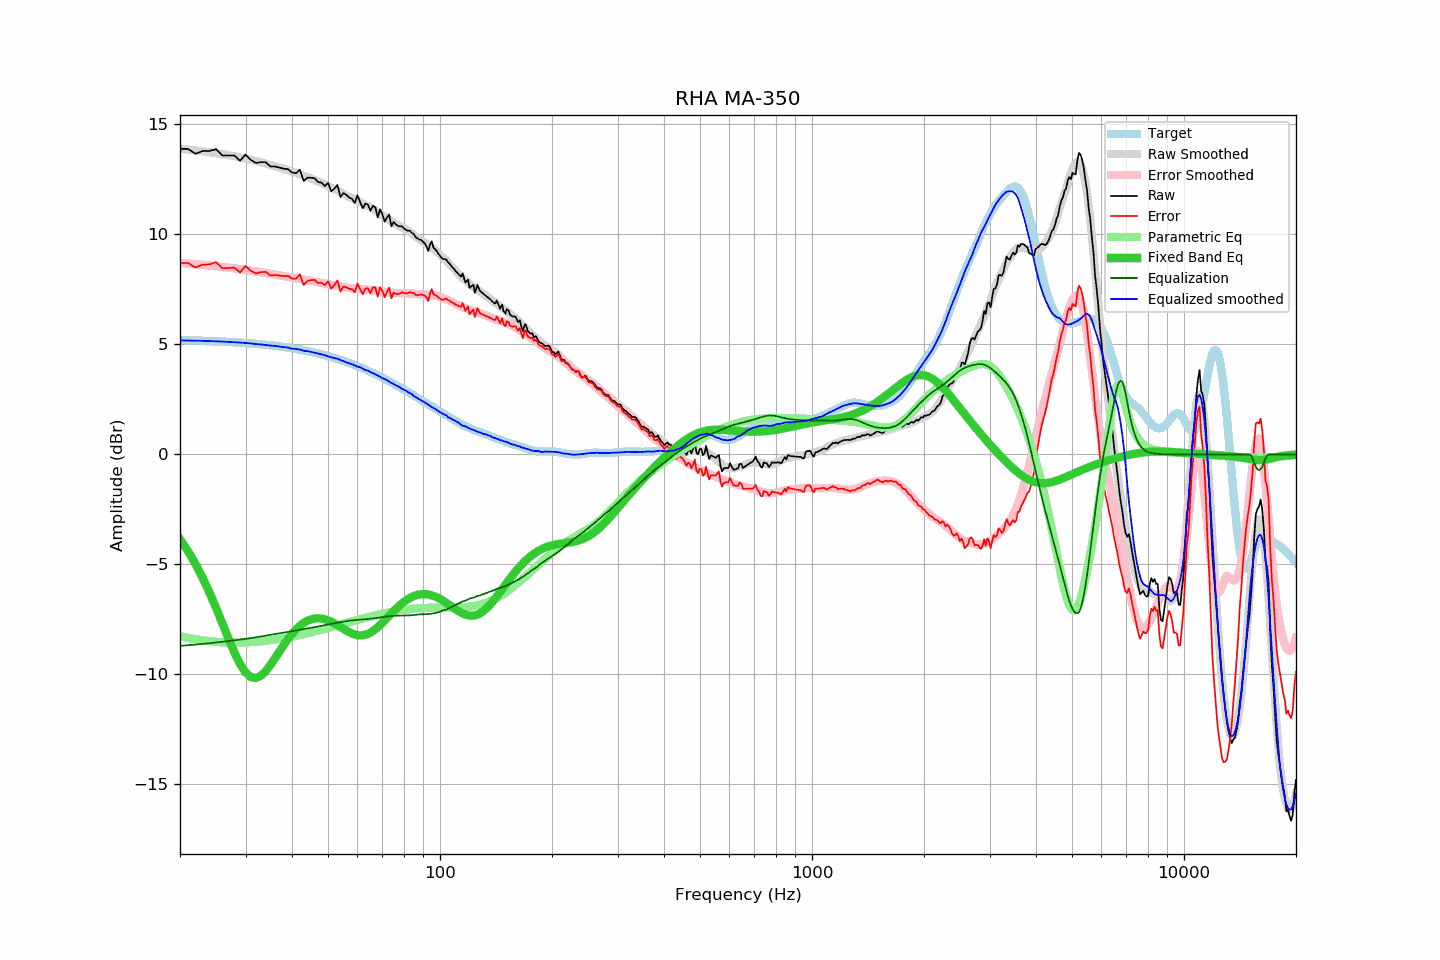 RHA MA-350
15
10
5
0
−5
−10
−15
Amplitude (dBr)
100
1000
10000
Frequency (Hz)
Target
Raw Smoothed
Error Smoothed
Raw
Error
Parametric Eq
Fixed Band Eq
Equalization
Equalized smoothed